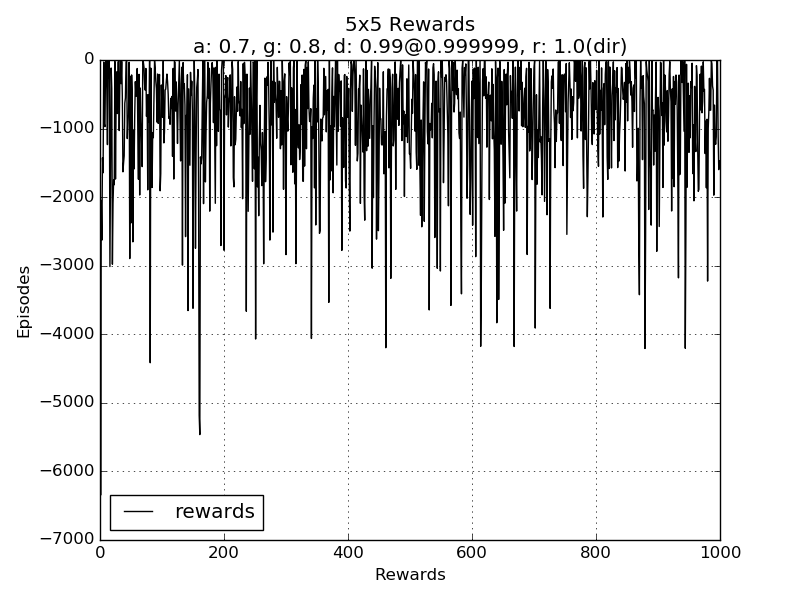 5x5 Rewards
a: 0.7, g: 0.8, d: 0.99@0.999999, r: 1.0(dir)
0
−1000
−2000
−3000
−4000
−5000
−6000
−7000
Episodes
rewards
0 200 400 600 800 1000
Rewards